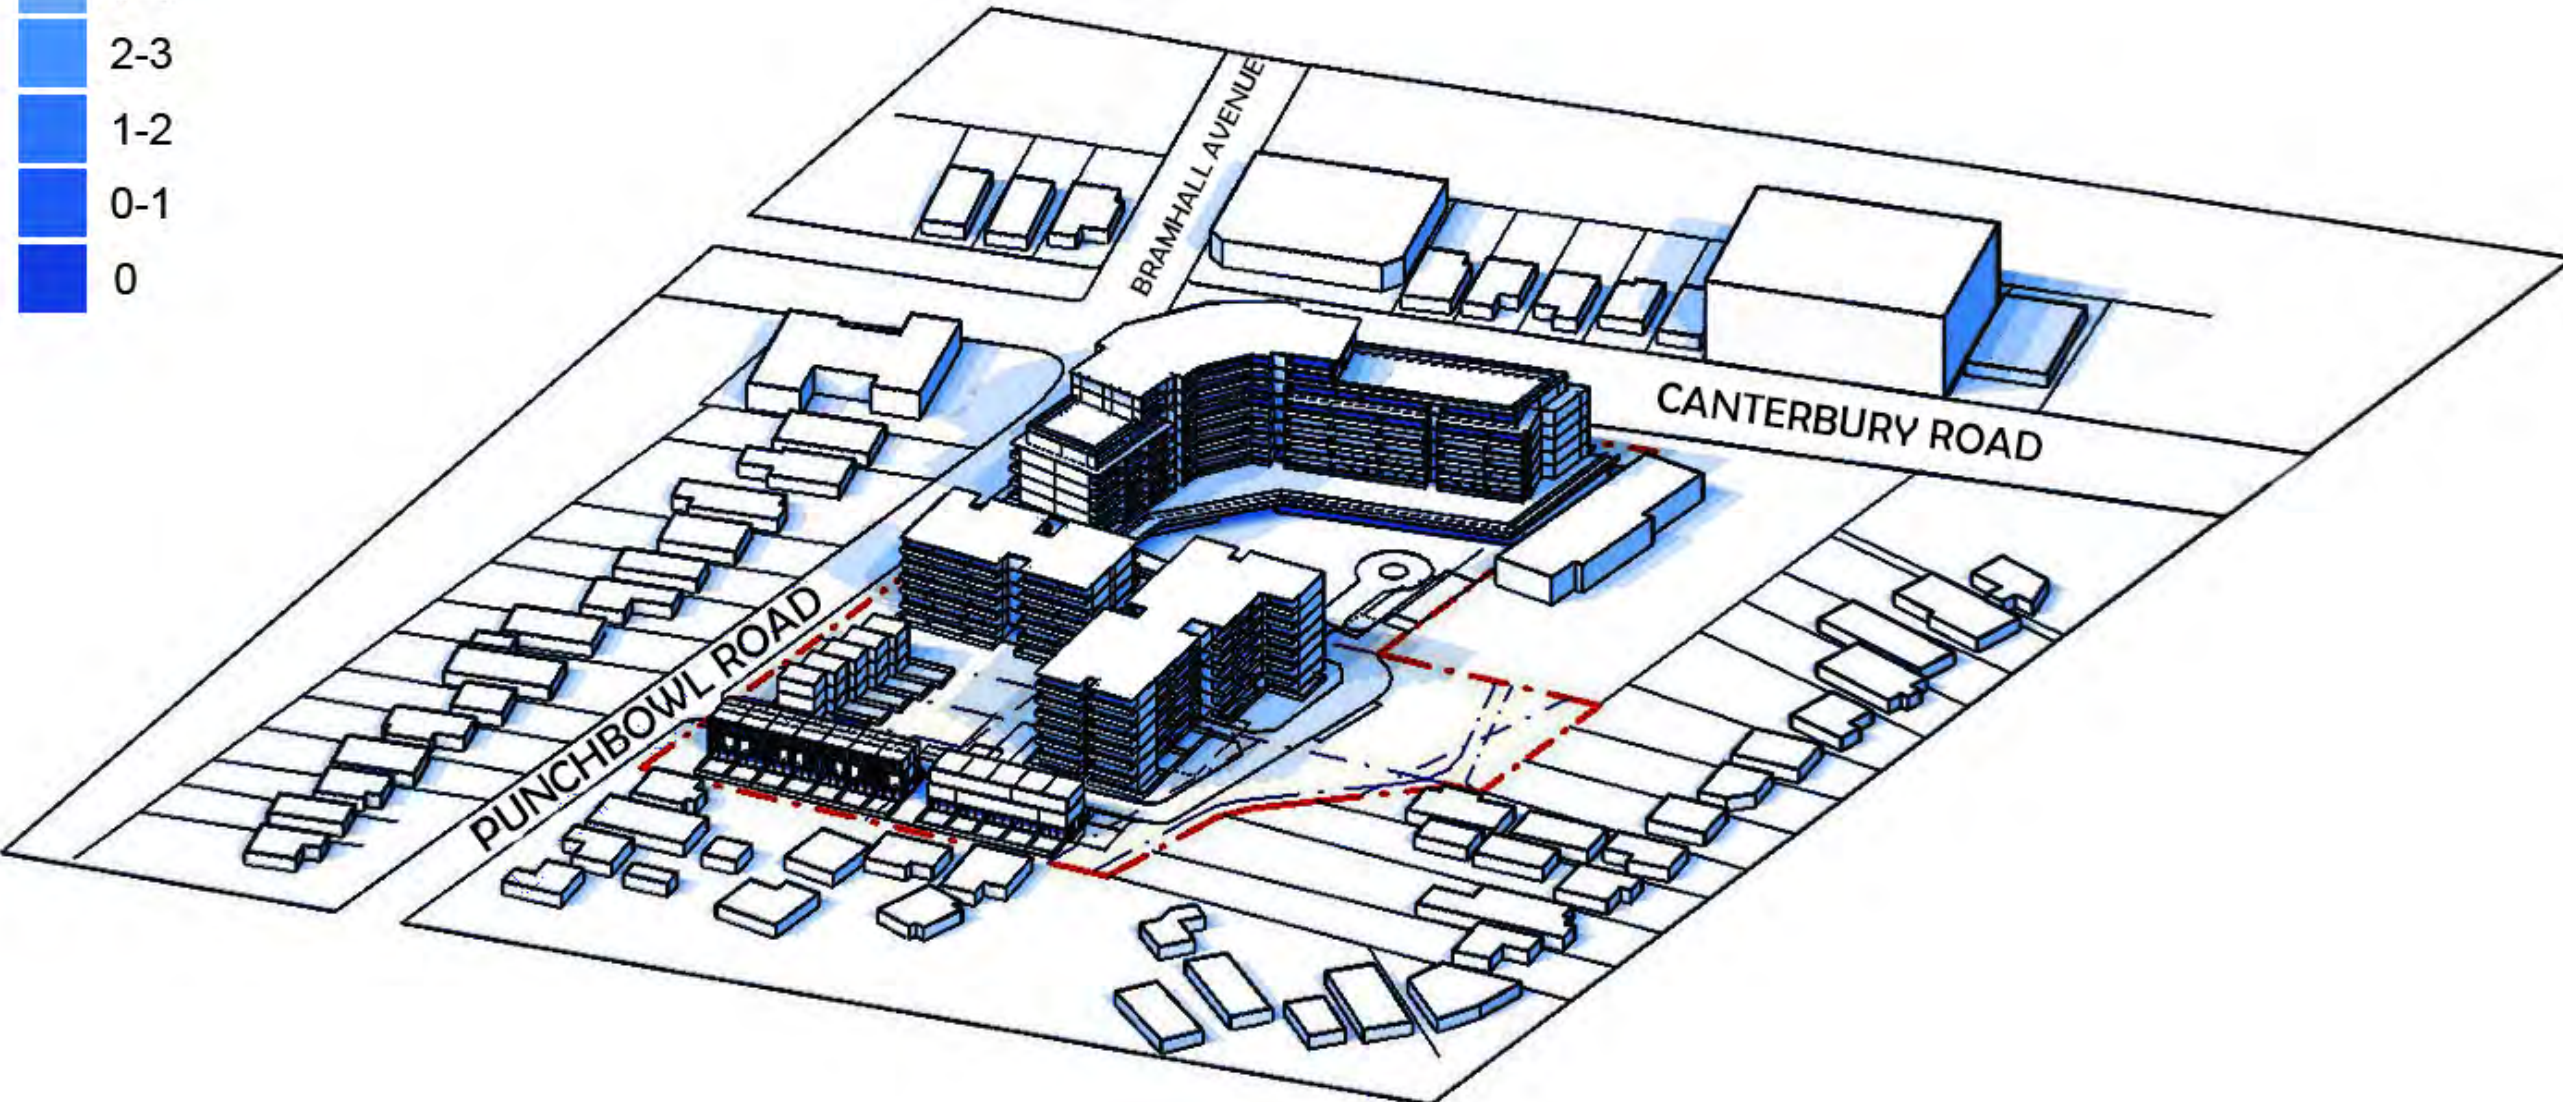 2-3
1-2
0-1
0
BRAMHALL AVENUE
CANTERBURY ROAD
PUNCHBOWL ROAD